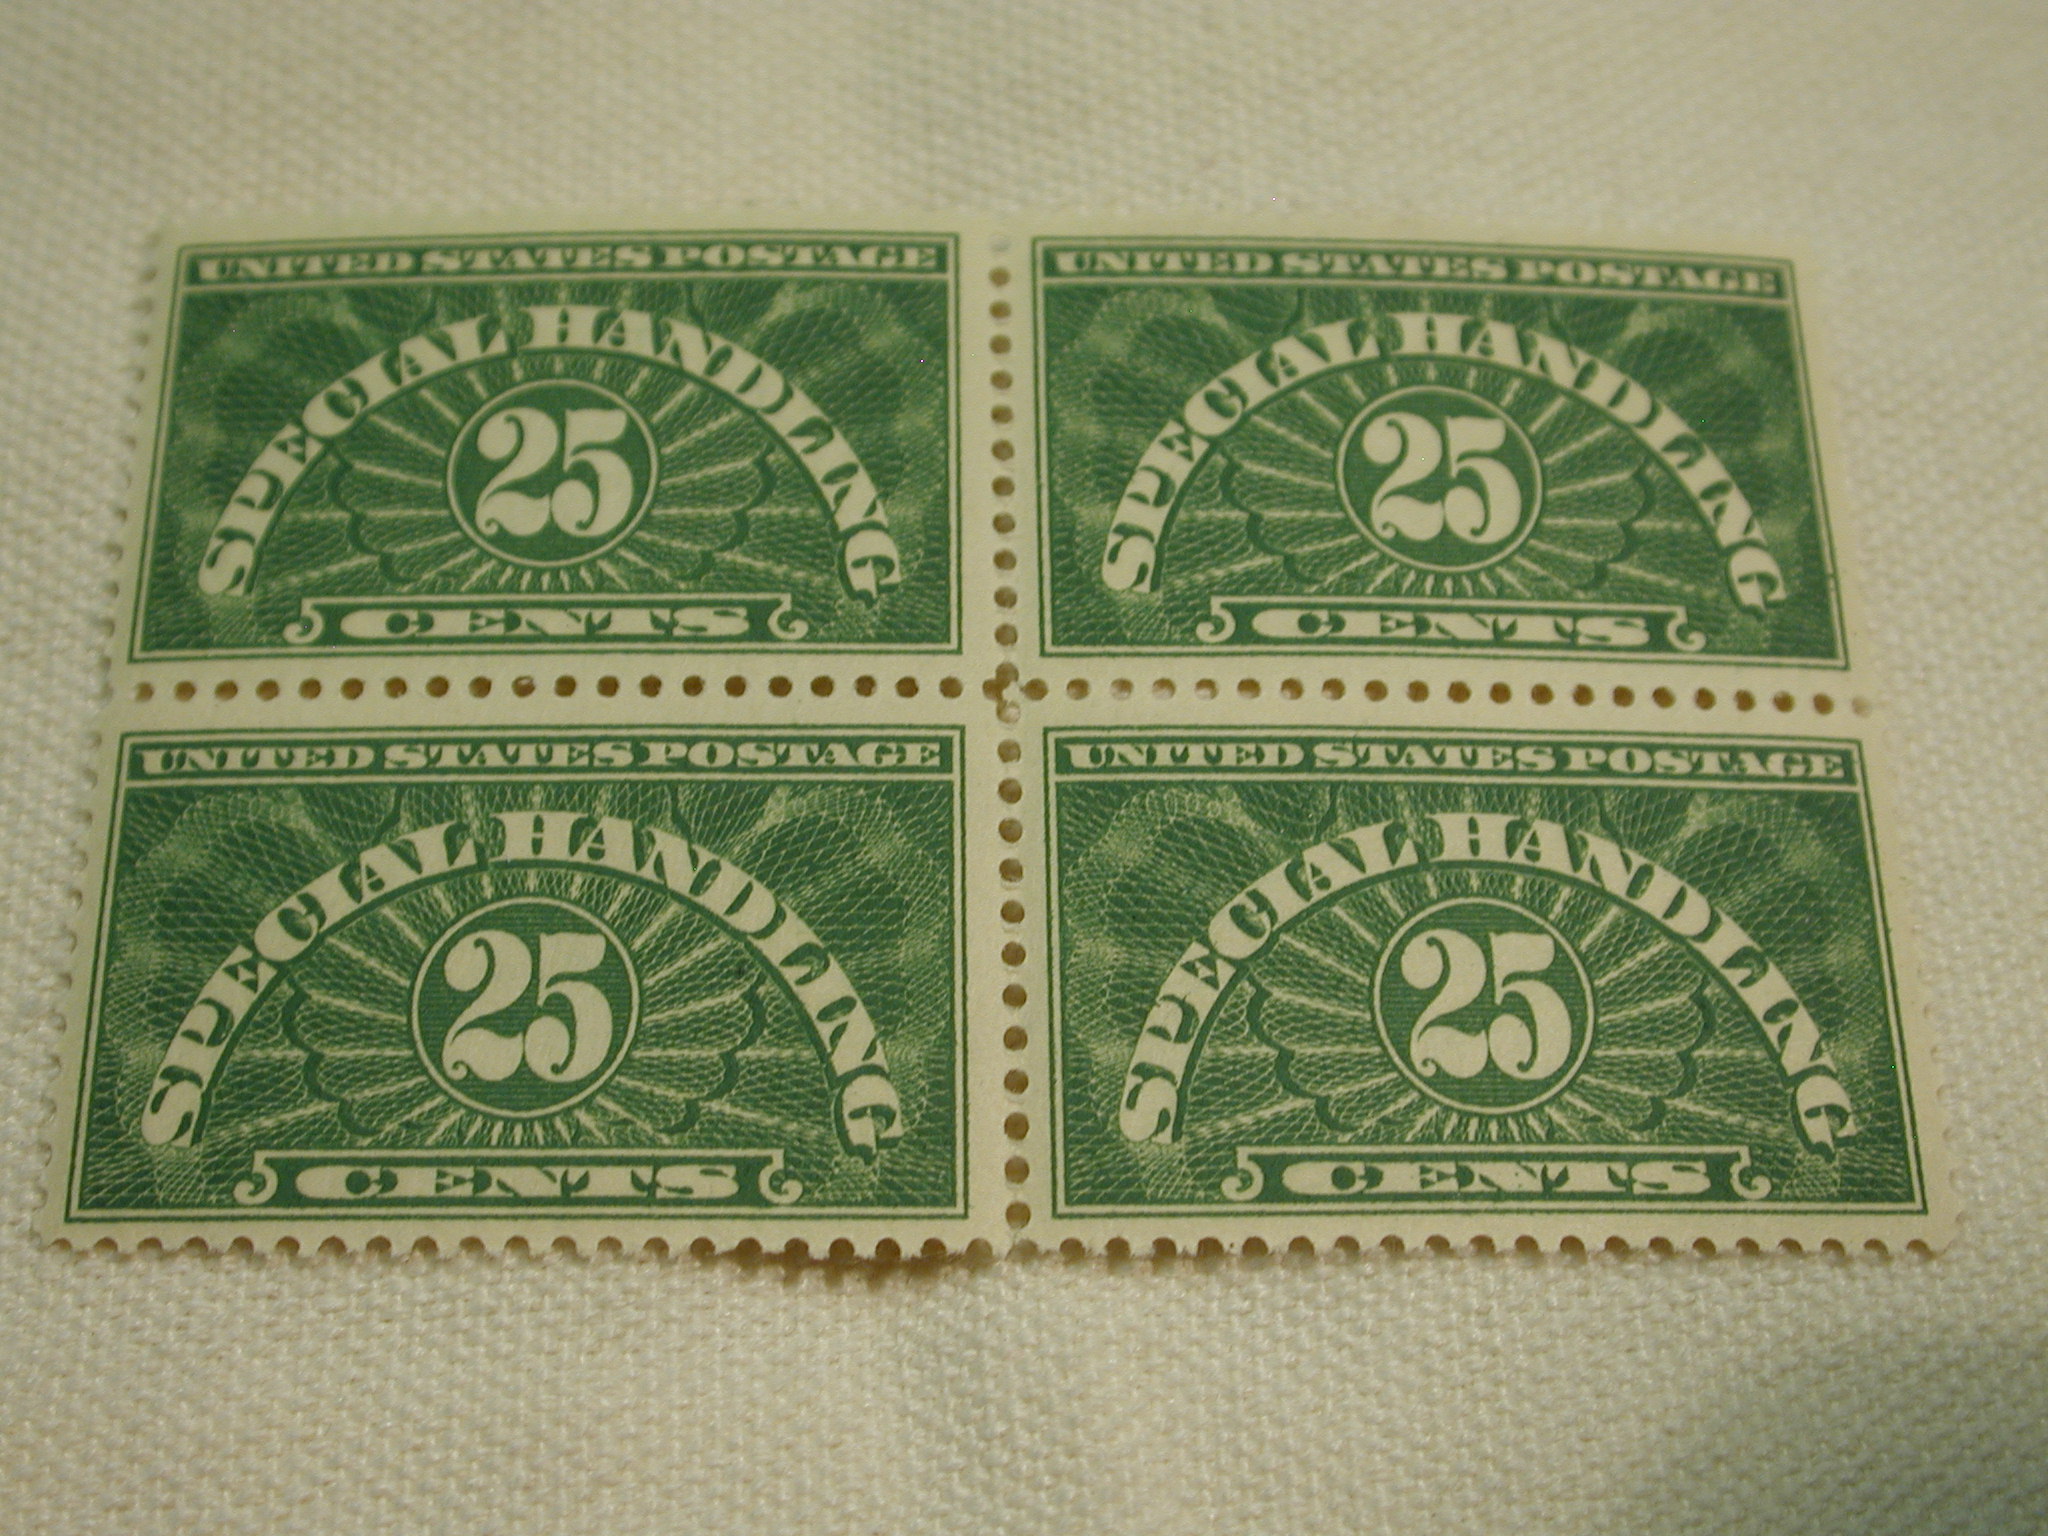 UNITED STATES POSTAGE
SPECIAL HANDLING
25
CENTS
UNITED STATES POSTAGE
SPECIAL HANDLING
25
CENTS
UNITED STATES POSTAGE
SPECIAL HANDLING
25
CENTS
UNITED STATES POSTAGE
SPECIAL HANDLING
25
CENTS